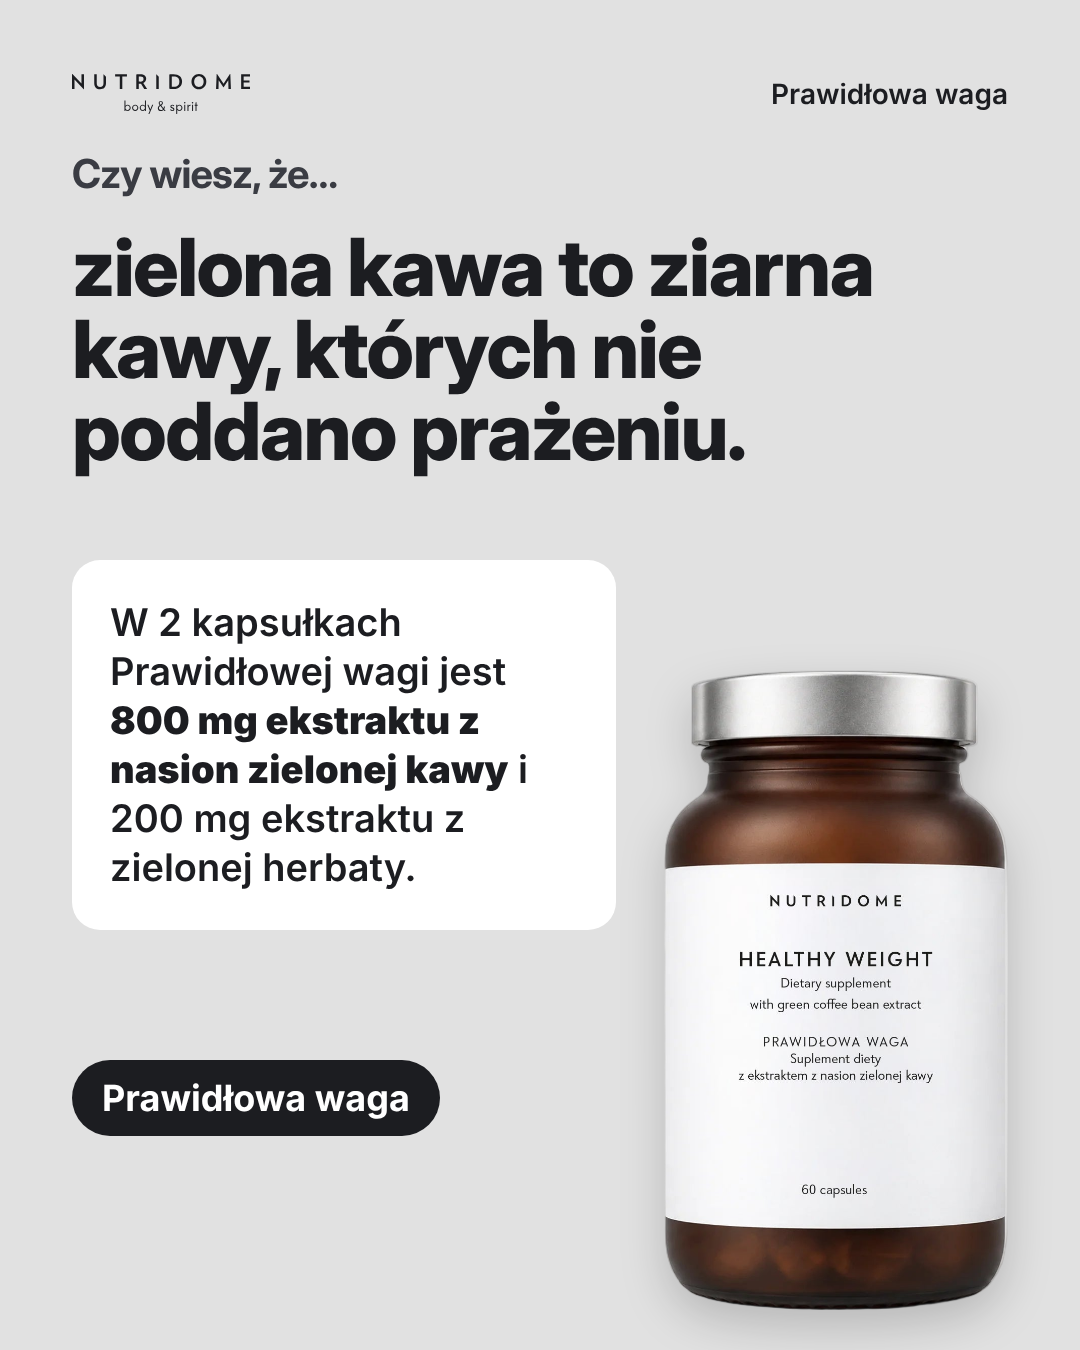 NUTRIDOME
body & spirit
Prawidłowa waga
Czy wiesz, że...
zielona kawa to ziarna
kawy, których nie
poddano prażeniu.
W 2 kapsułkach
Prawidłowej wagi jest
800 mg ekstraktu z
nasion zielonej kawy i
200 mg ekstraktu z
zielonej herbaty.
Prawidłowa waga
NUTRIDOME
HEALTHY WEIGHT
Dietary supplement
with green coffee bean extract
PRAWIDŁOWA WAGA
Suplement diety
z ekstraktem z nasion zielonej kawy
60 capsules